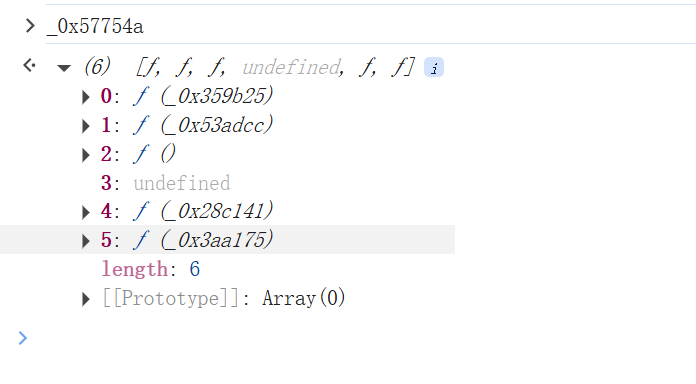 _0x57754a
(6) [f, f, f, undefined, f, f] i
0: f (_0x359b25)
1: f (_0x53adcc)
2: f ()
3: undefined
4: f (_0x28c141)
5: f (_0x3aa175)
length: 6
[[Prototype]]: Array(0)